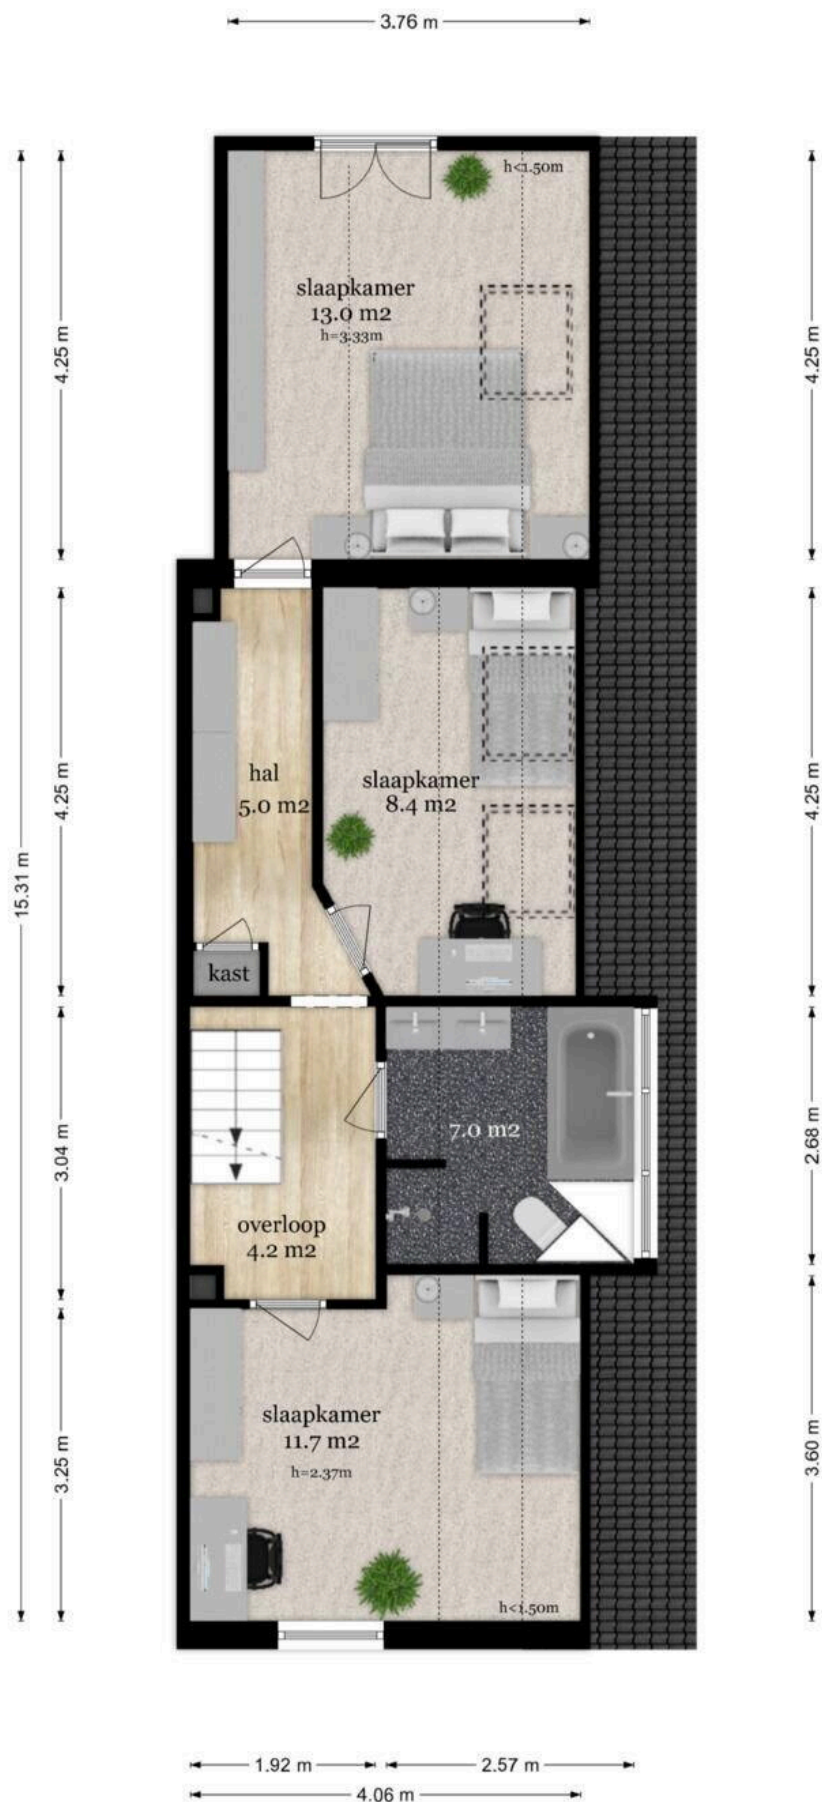 3.76 m
h<1.50m
slaapkamer
13.0 m2
h=3.33m
4.25 m
4.25 m
hal
5.0 m2
slaapkamer
8.4 m2
4.25 m
4.25 m
15.31 m
kast
7.0 m2
3.04 m
2.68 m
overloop
4.2 m2
slaapkamer
11.7 m2
h=2.37m
3.25 m
3.60 m
h<1.50m
1.92 m
2.57 m
4.06 m